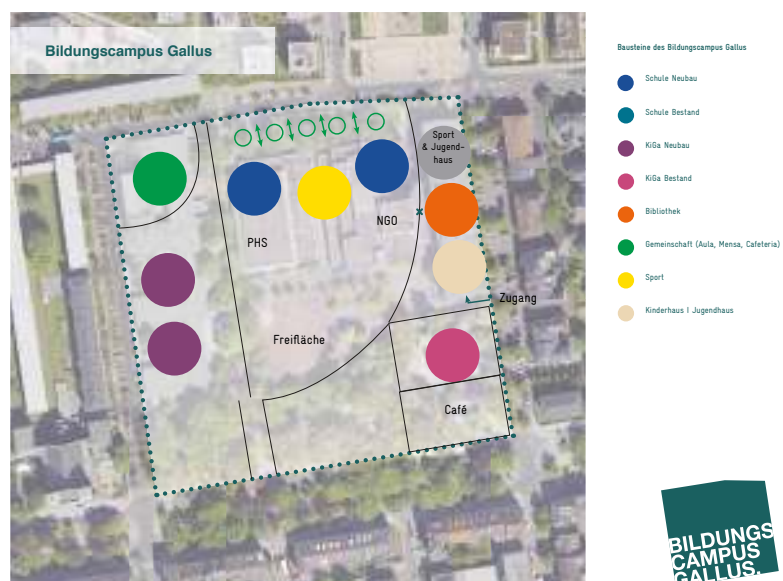 Bildungscampus Gallus
Sport
& Jugend-
haus
NGO
PHS
Zugang
Freifläche
Café
Bausteine des Bildungscampus Gallus
Schule Neubau
Schule Bestand
KiGa Neubau
KiGa Bestand
Bibliothek
Gemeinschaft (Aula, Mensa, Cafeteria)
Sport
Kinderhaus I Jugendhaus
BILDUNGS
CAMPUS
GALLUS.